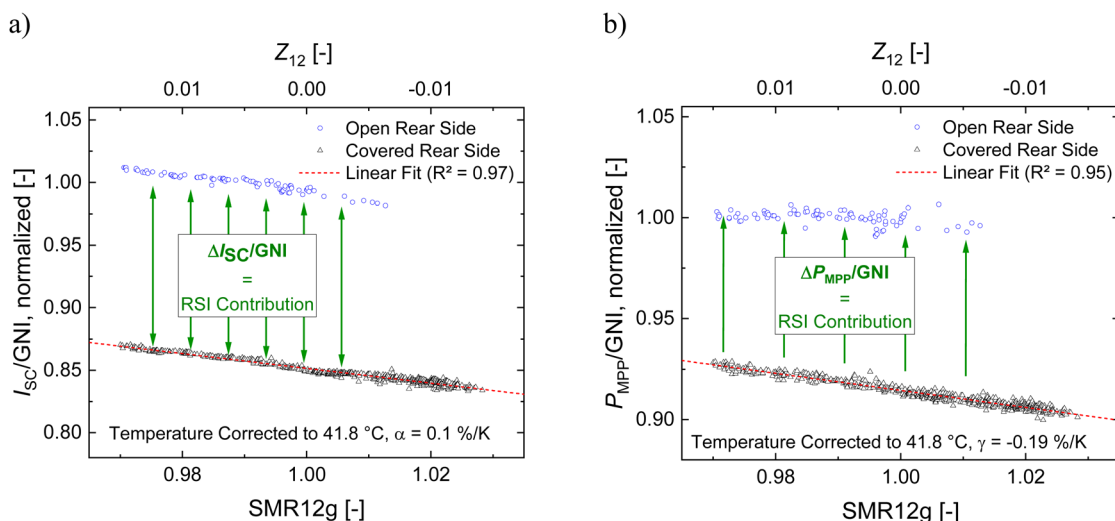 a)
Z12 [-]
0.01 0.00 -0.01
1.05
1.00
0.95
0.90
0.85
0.80
ISC/GNI, normalized [-]
Open Rear Side
Covered Rear Side
Linear Fit (R² = 0.97)
ΔISC/GNI
=
RSI Contribution
Temperature Corrected to 41.8 °C, α = 0.1 %/K
0.98 1.00 1.02
SMR12g [-]
b)
Z12 [-]
0.01 0.00 -0.01
1.05
1.00
0.95
0.90
PMPP/GNI, normalized [-]
Open Rear Side
Covered Rear Side
Linear Fit (R² = 0.95)
ΔPMPP/GNI
=
RSI Contribution
Temperature Corrected to 41.8 °C, γ = -0.19 %/K
0.98 1.00 1.02
SMR12g [-]